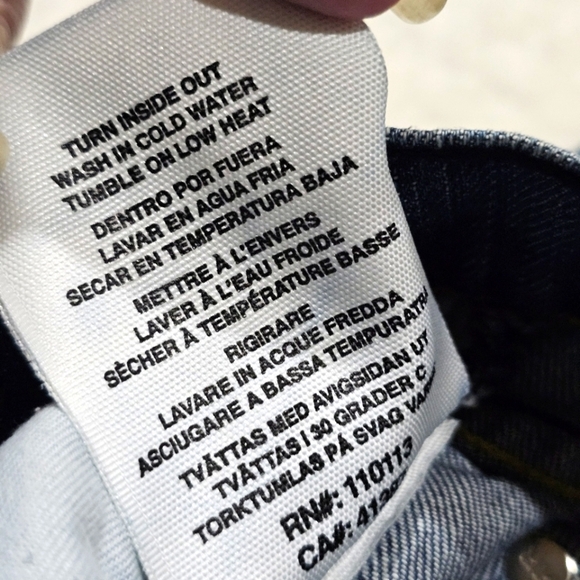 TURN INSIDE OUT
WASH IN COLD WATER
TUMBLE ON LOW HEAT
DENTRO POR FUERA
LAVAR EN AGUA FRIA
SECAR EN TEMPERATURA BAJA
METTRE À L'ENVERS
LAVER À L'EAU FROIDE
SÈCHER À TEMPÉRATURE BASSE
RIGIRARE
LAVARE IN ACQUE FREDDA
ASCIUGARE A BASSA
TVÄTTAS MED AVIGSIDAN UT
TVÄTTAS I 30 GRADER C
TORKTUMLAS PÅ SVAG
RN#: 110113
CA#: